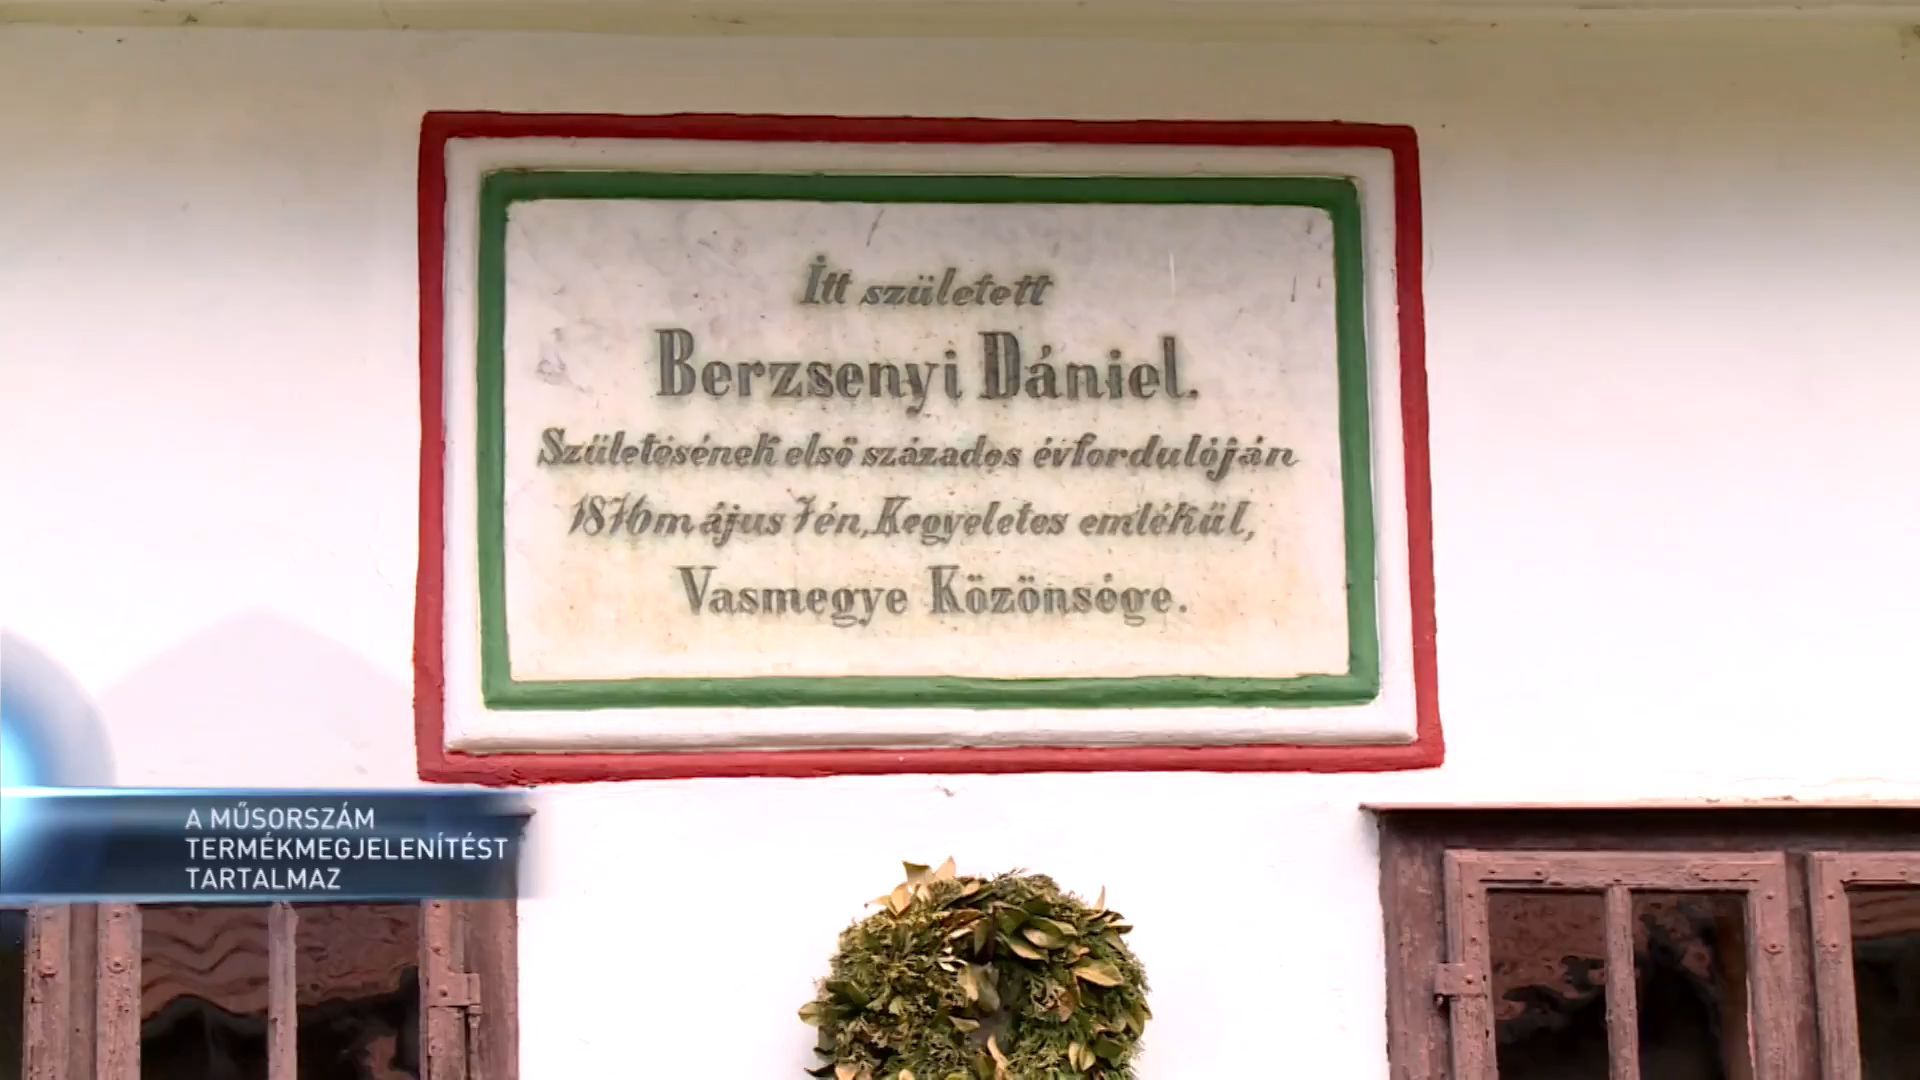 Itt született
Berzsenyi Dániel.
Születésének első százados évfordulóján
1876 május 7én, Kegyeletes emlékül,
Vasmegye Közönsége.
A MŰSORSZÁM
TERMÉKMEGJELENÍTÉST
TARTALMAZ